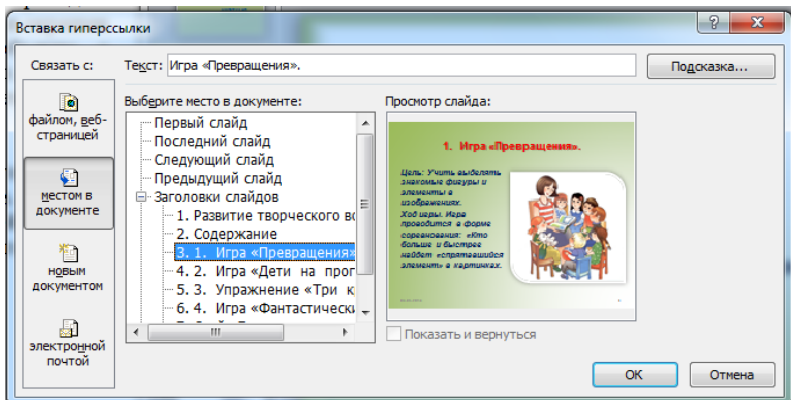 Вставка гиперссылки
Связать с:
Текст: Игра «Превращения».
Подсказка...
файлом, веб-
страницей
местом в
документе
новым
документом
электронной
почтой
Выберите место в документе:
Первый слайд
Последний слайд
Следующий слайд
Предыдущий слайд
Заголовки слайдов
1. Развитие творческого во
2. Содержание
3. 1. Игра «Превращения»
4. 2. Игра «Дети на прог
5. 3. Упражнение «Три к
6. 4. Игра «Фантастически
Просмотр слайда:
1. Игра «Превращения».
Цель: Учить выделять
знакомые фигуры и
элементы в
изображениях.
Ход игры. Игра
проводится в форме
соревнования: «Кто
больше и быстрее
найдет «спрятавшийся
элемент» в картинках.
Показать и вернуться
ОК
Отмена